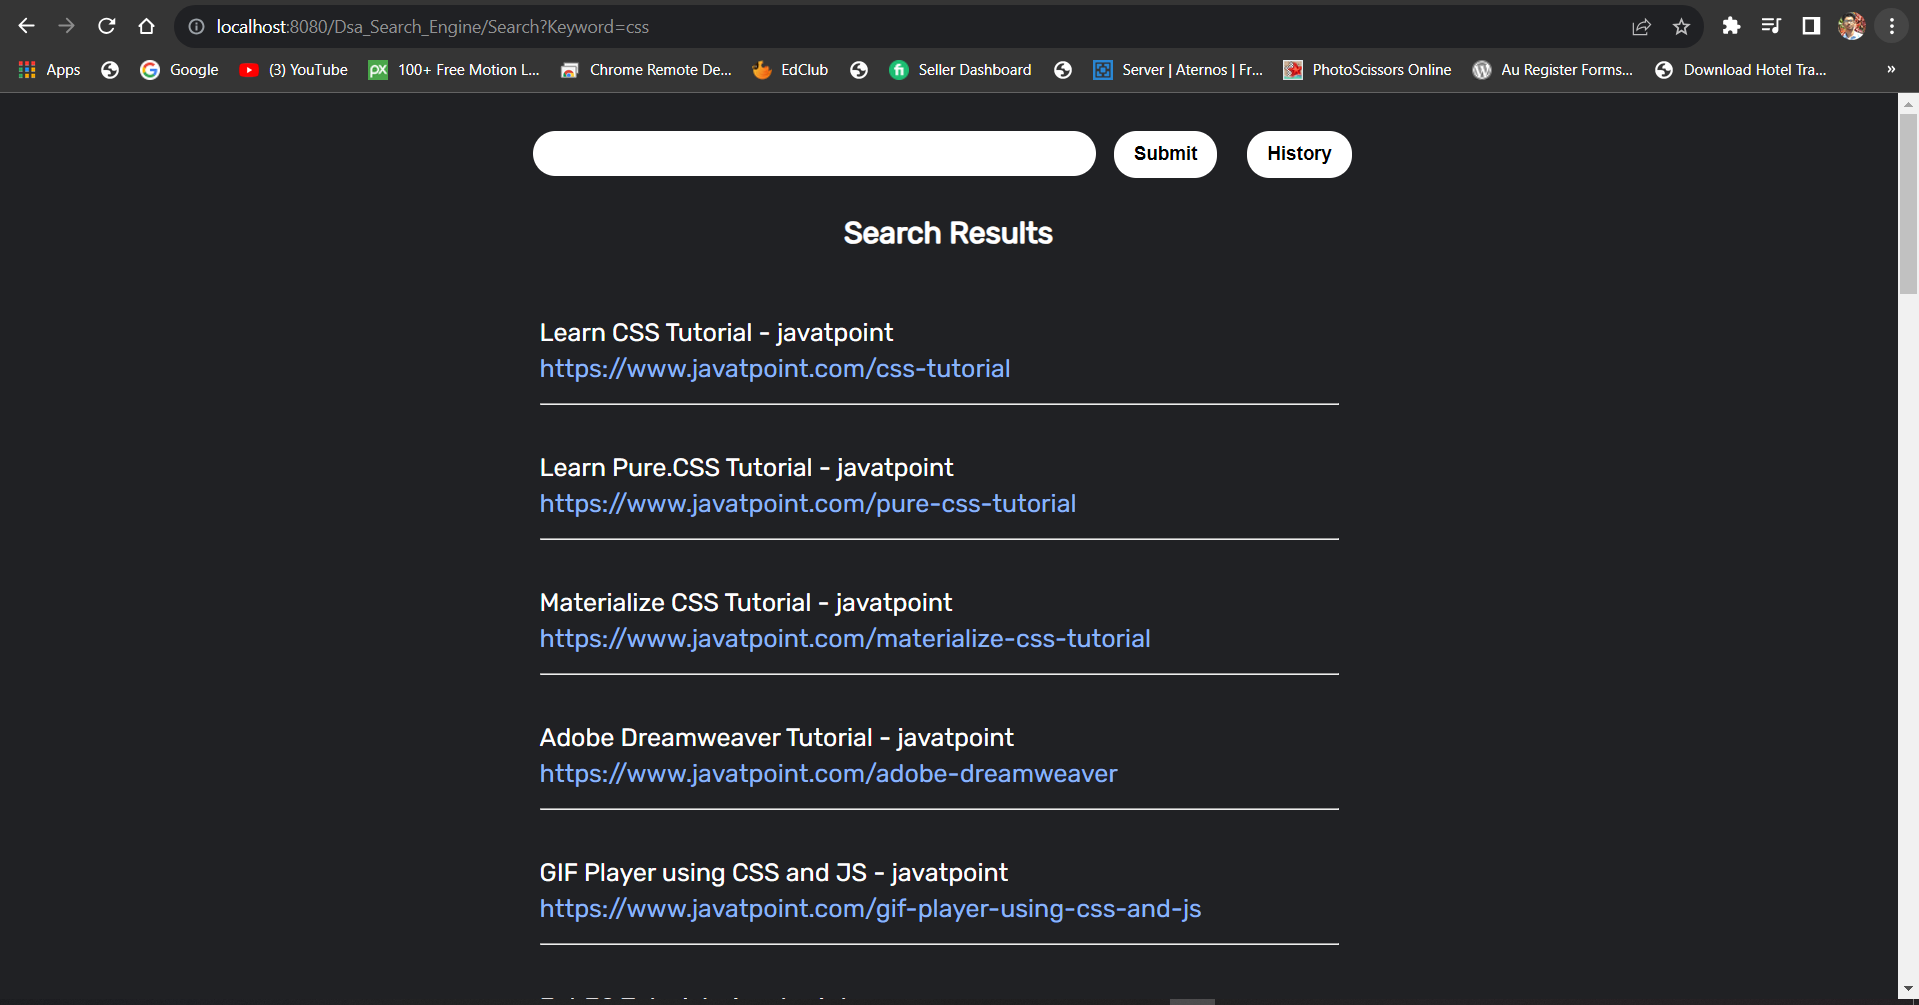 localhost:8080/Dsa_Search_Engine/Search?Keyword=css
Apps Google (3) YouTube px 100+ Free Motion L... Chrome Remote De... EdClub fi Seller Dashboard Server | Aternos | Fr... PhotoScissors Online Au Register Forms... Download Hotel Tra... »
Submit History
Search Results
Learn CSS Tutorial - javatpoint
https://www.javatpoint.com/css-tutorial
Learn Pure.CSS Tutorial - javatpoint
https://www.javatpoint.com/pure-css-tutorial
Materialize CSS Tutorial - javatpoint
https://www.javatpoint.com/materialize-css-tutorial
Adobe Dreamweaver Tutorial - javatpoint
https://www.javatpoint.com/adobe-dreamweaver
GIF Player using CSS and JS - javatpoint
https://www.javatpoint.com/gif-player-using-css-and-js